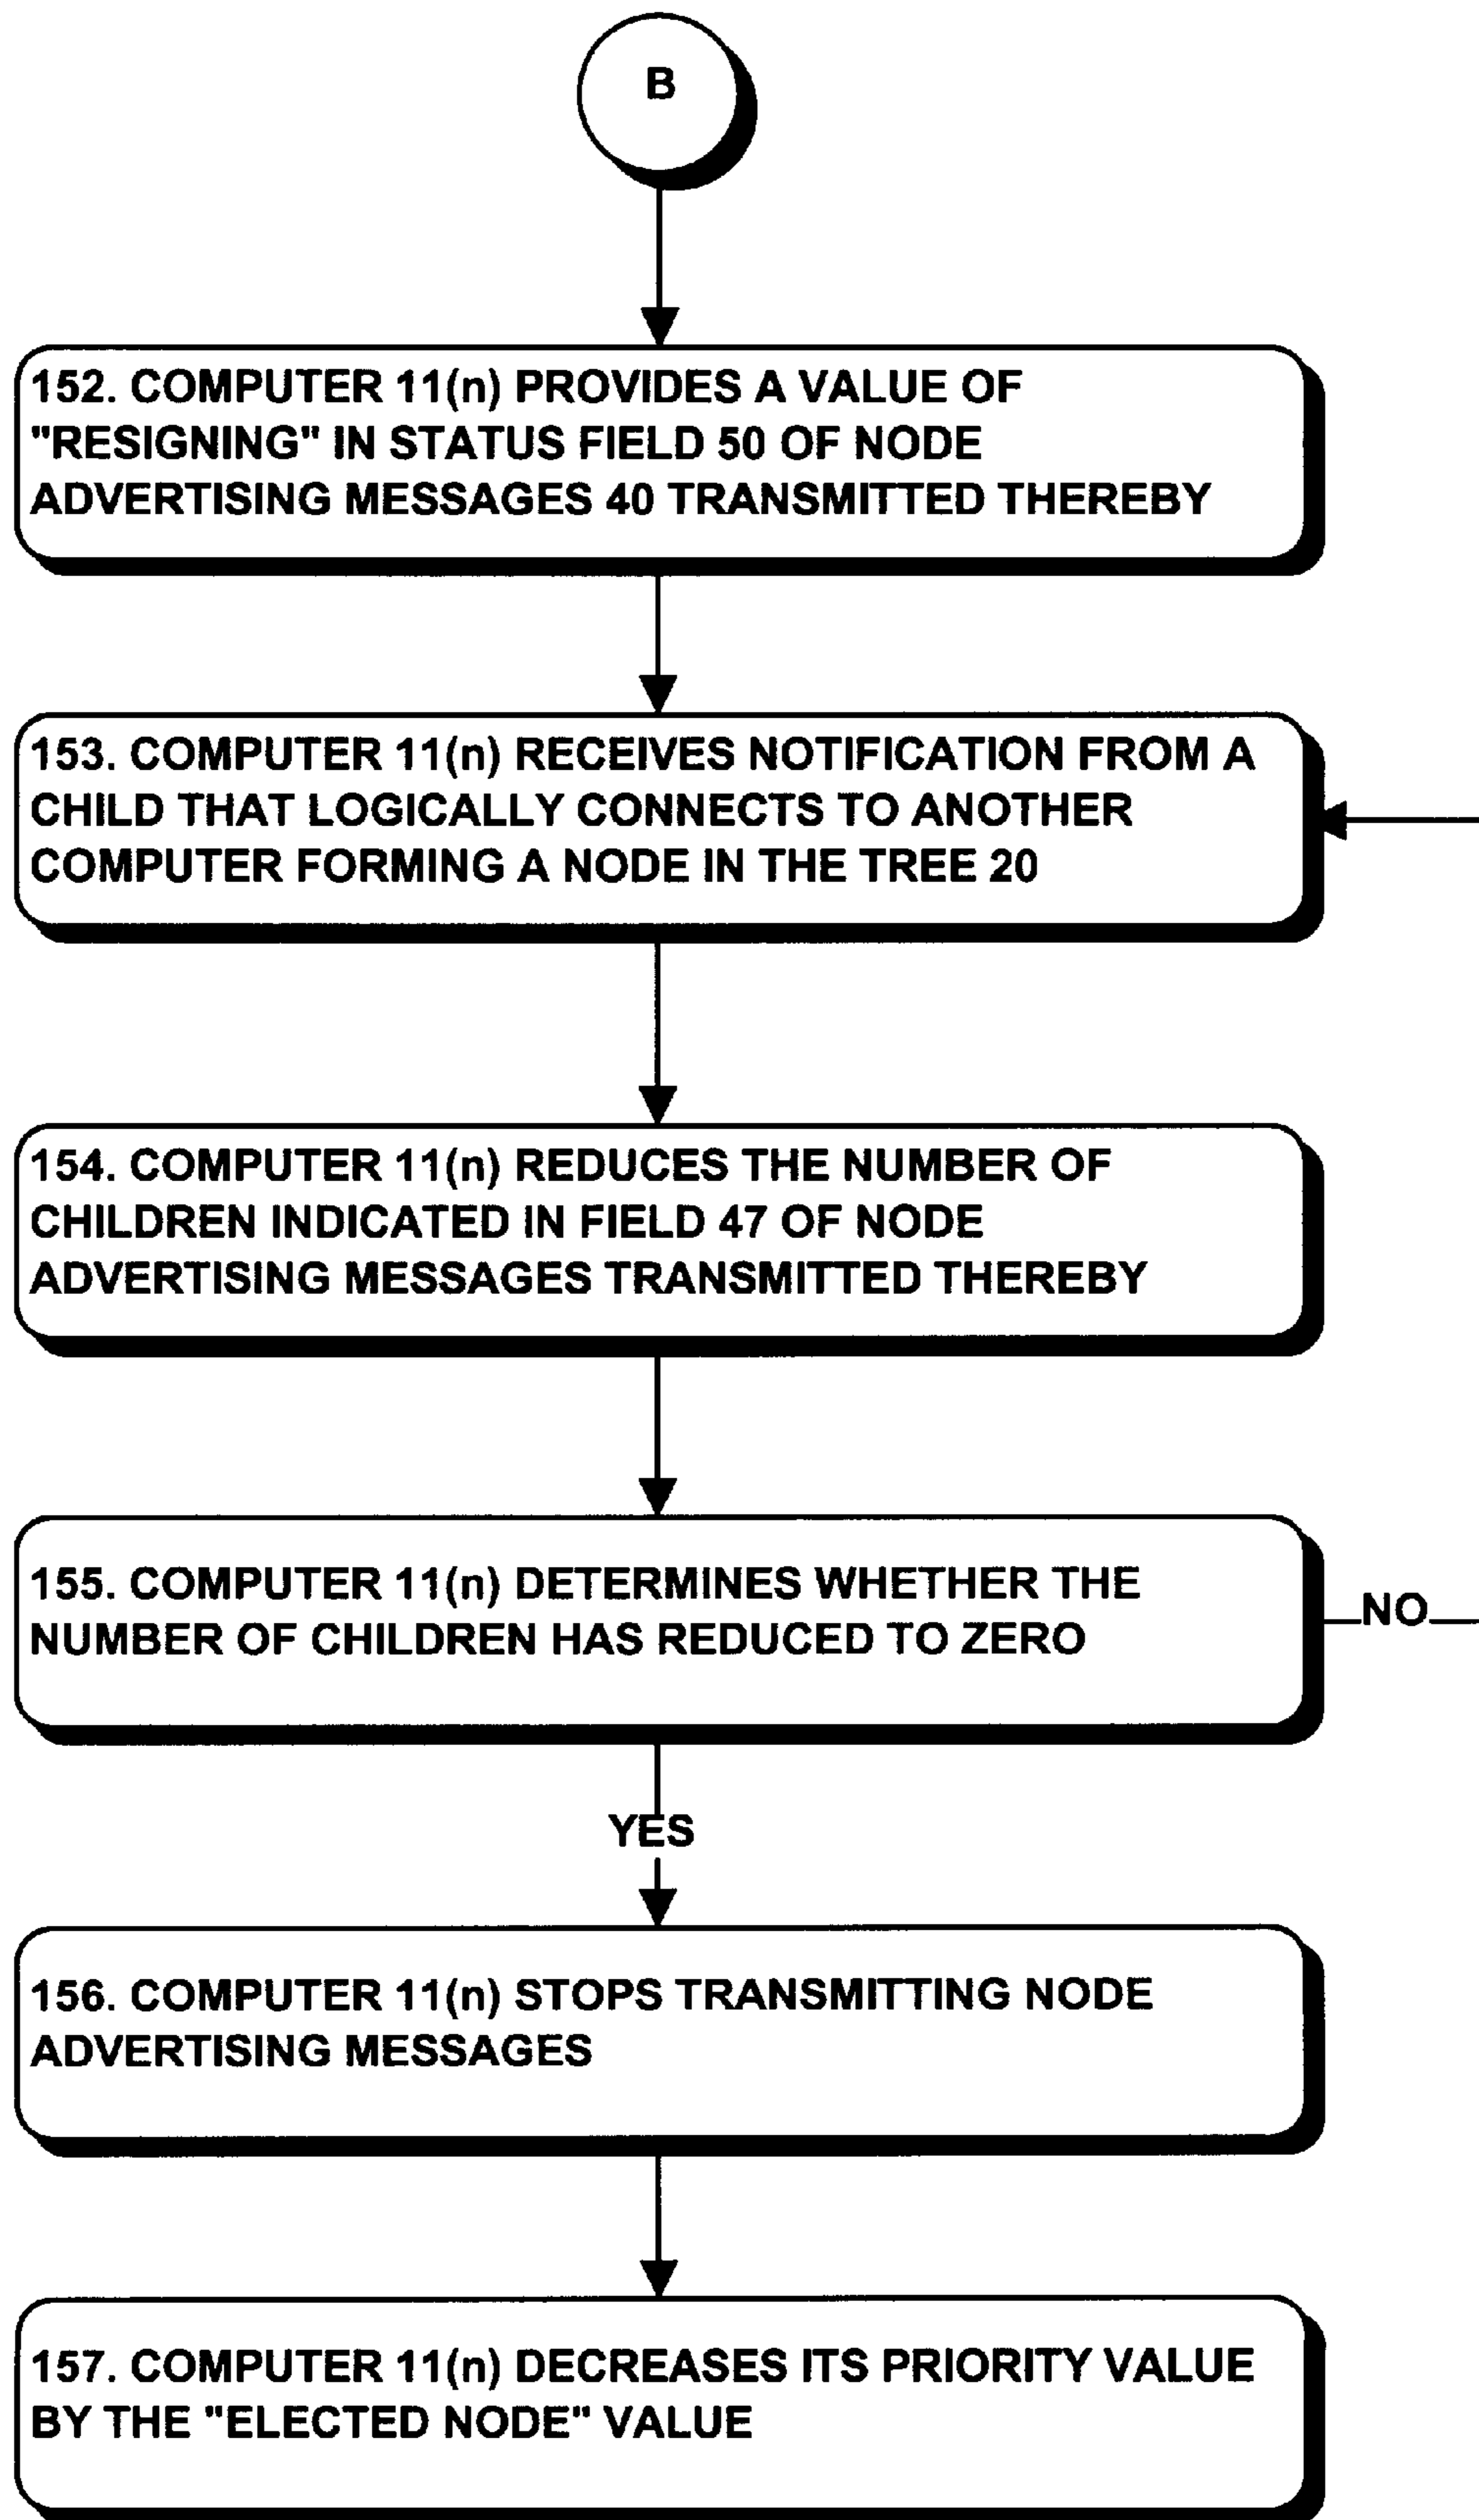 B
152. COMPUTER 11(n) PROVIDES A VALUE OF
"RESIGNING" IN STATUS FIELD 50 OF NODE
ADVERTISING MESSAGES 40 TRANSMITTED THEREBY
153. COMPUTER 11(n) RECEIVES NOTIFICATION FROM A
CHILD THAT LOGICALLY CONNECTS TO ANOTHER
COMPUTER FORMING A NODE IN THE TREE 20
154. COMPUTER 11(n) REDUCES THE NUMBER OF
CHILDREN INDICATED IN FIELD 47 OF NODE
ADVERTISING MESSAGES TRANSMITTED THEREBY
155. COMPUTER 11(n) DETERMINES WHETHER THE
NUMBER OF CHILDREN HAS REDUCED TO ZERO
NO
YES
156. COMPUTER 11(n) STOPS TRANSMITTING NODE
ADVERTISING MESSAGES
157. COMPUTER 11(n) DECREASES ITS PRIORITY VALUE
BY THE "ELECTED NODE" VALUE